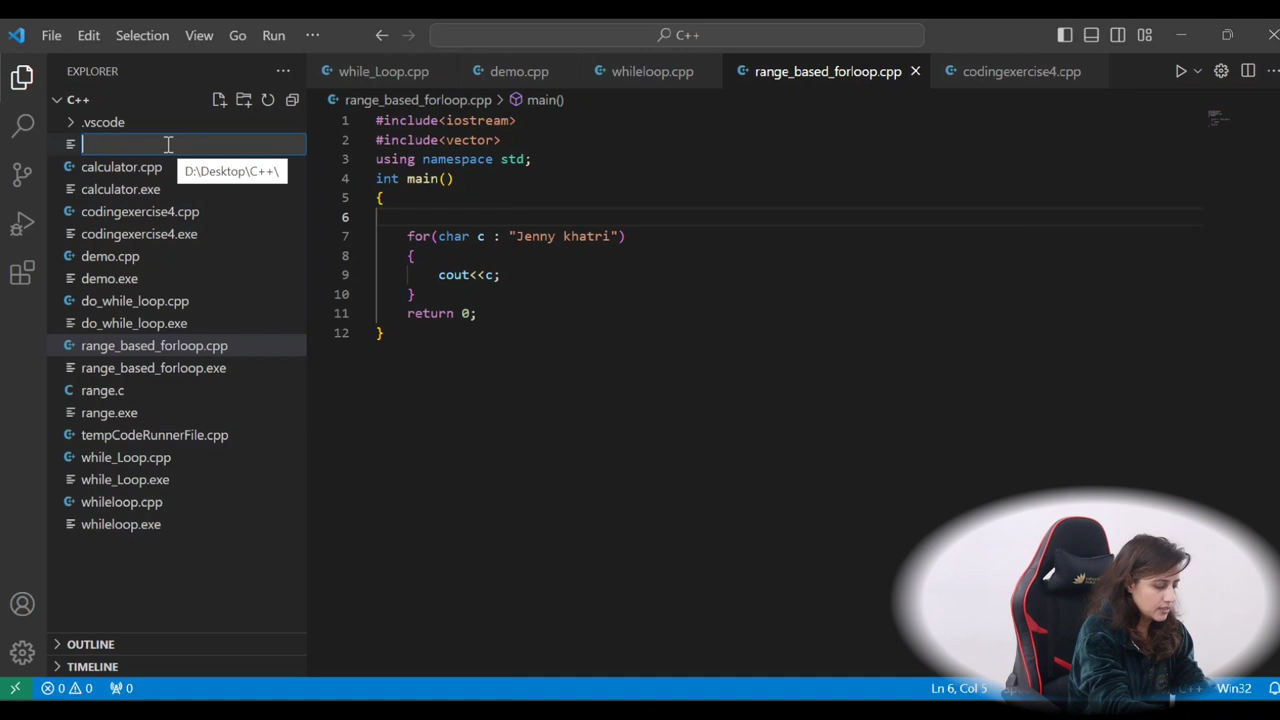 File Edit Selection View Go Run ··· C++
EXPLORER ···
while_Loop.cpp demo.cpp whileloop.cpp range_based_forloop.cpp codingexercise4.cpp
C++
range_based_forloop.cpp > main()
.vscode
D:\Desktop\C++\
calculator.cpp
calculator.exe
codingexercise4.cpp
codingexercise4.exe
demo.cpp
demo.exe
do_while_loop.cpp
do_while_loop.exe
range_based_forloop.cpp
range_based_forloop.exe
range.c
range.exe
tempCodeRunnerFile.cpp
while_Loop.cpp
while_Loop.exe
whileloop.cpp
whileloop.exe
OUTLINE
TIMELINE
1 #include<iostream>
2 #include<vector>
3 using namespace std;
4 int main()
5 {
6
7 for(char c : "Jenny khatri")
8 {
9 cout<<c;
10 }
11 return 0;
12 }
0 0 0 Ln 6, Col 5 C++ Win32